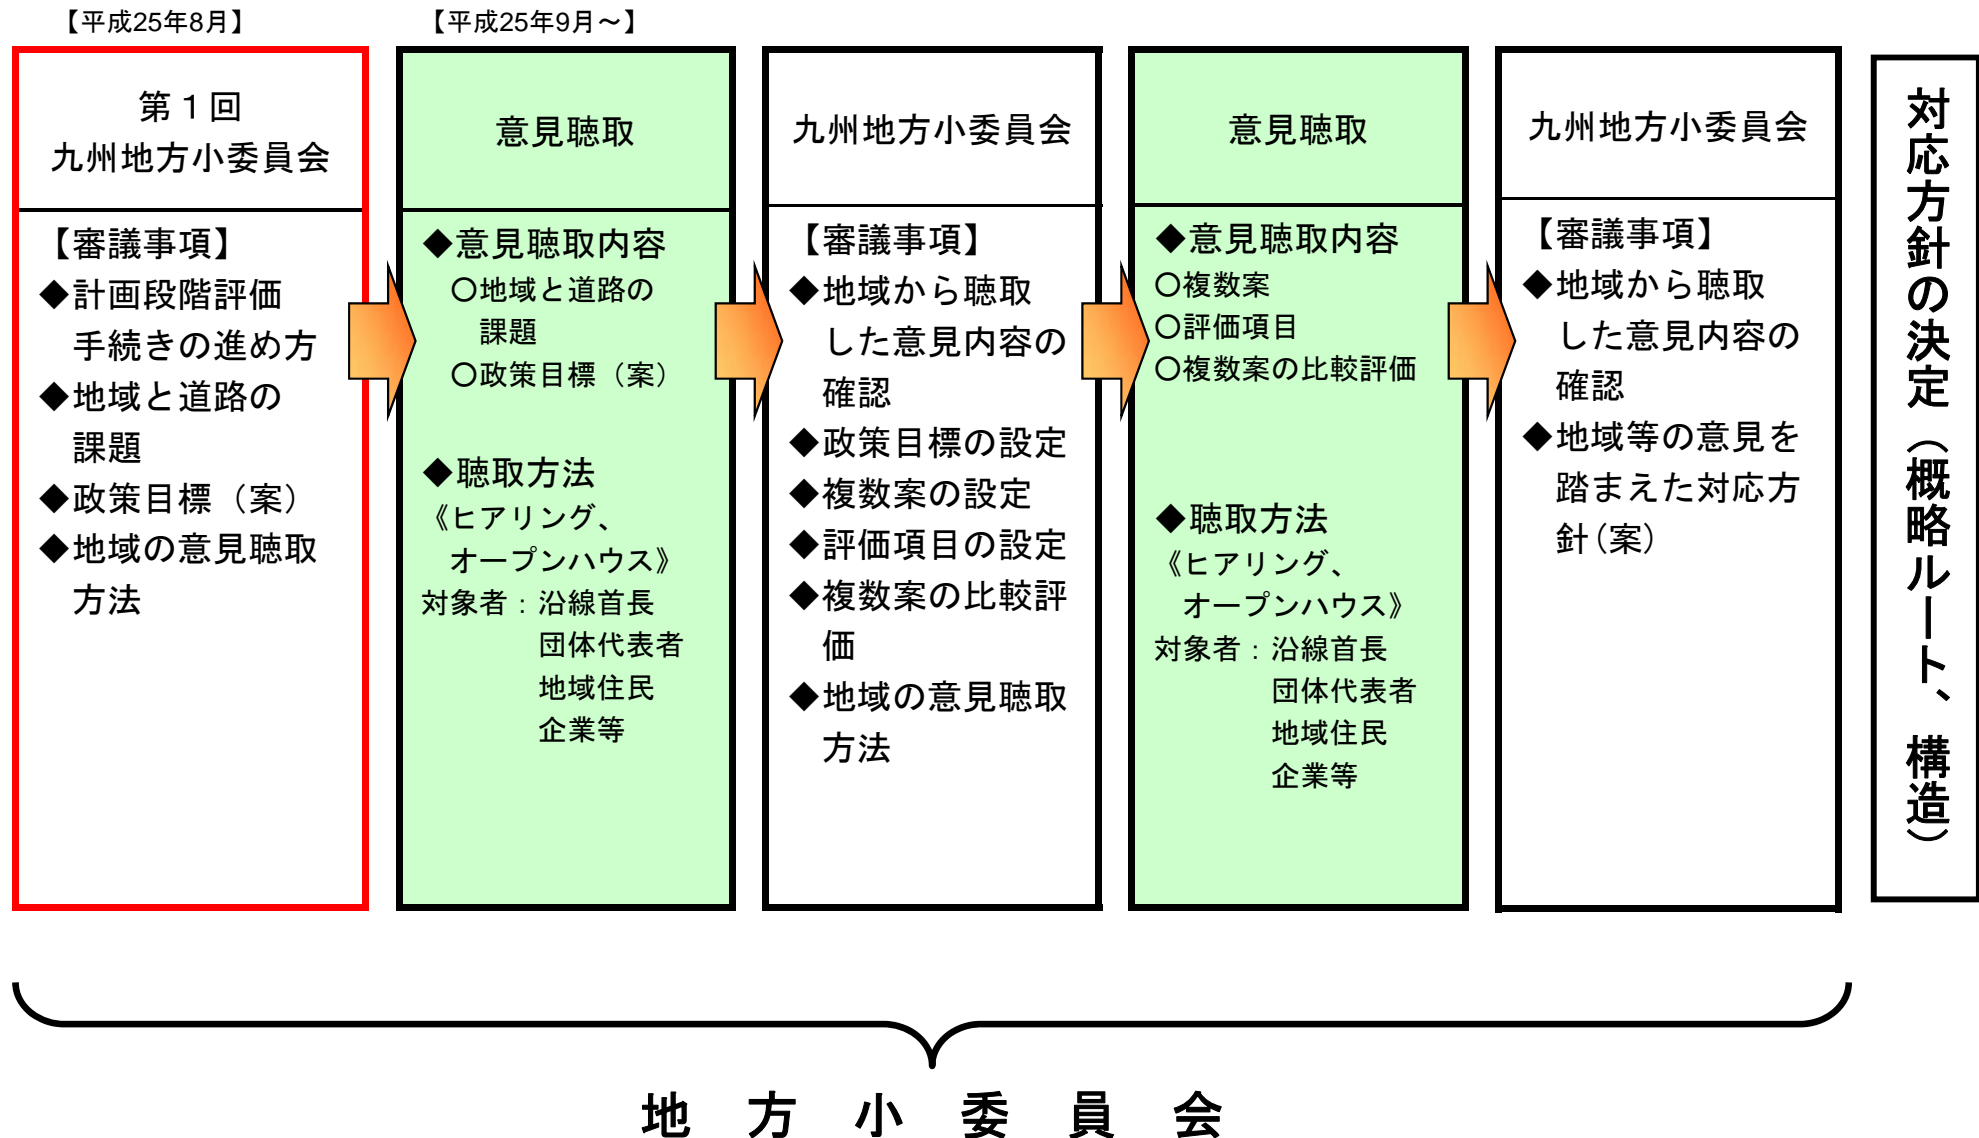 【平成25年8月】
第１回
九州地方小委員会
【審議事項】
◆計画段階評価
手続きの進め方
◆地域と道路の
課題
◆政策目標（案）
◆地域の意見聴取
方法
【平成25年9月～】
意見聴取
◆意見聴取内容
○地域と道路の
課題
○政策目標（案）
◆聴取方法
《ヒアリング、
オープンハウス》
対象者：沿線首長
団体代表者
地域住民
企業等
九州地方小委員会
【審議事項】
◆地域から聴取
した意見内容の
確認
◆政策目標の設定
◆複数案の設定
◆評価項目の設定
◆複数案の比較評
価
◆地域の意見聴取
方法
意見聴取
◆意見聴取内容
○複数案
○評価項目
○複数案の比較評価
◆聴取方法
《ヒアリング、
オープンハウス》
対象者：沿線首長
団体代表者
地域住民
企業等
九州地方小委員会
【審議事項】
◆地域から聴取
した意見内容の
確認
◆地域等の意見を
踏まえた対応方
針(案）
対応方針の決定（概略ルート、構造）
地方小委員会